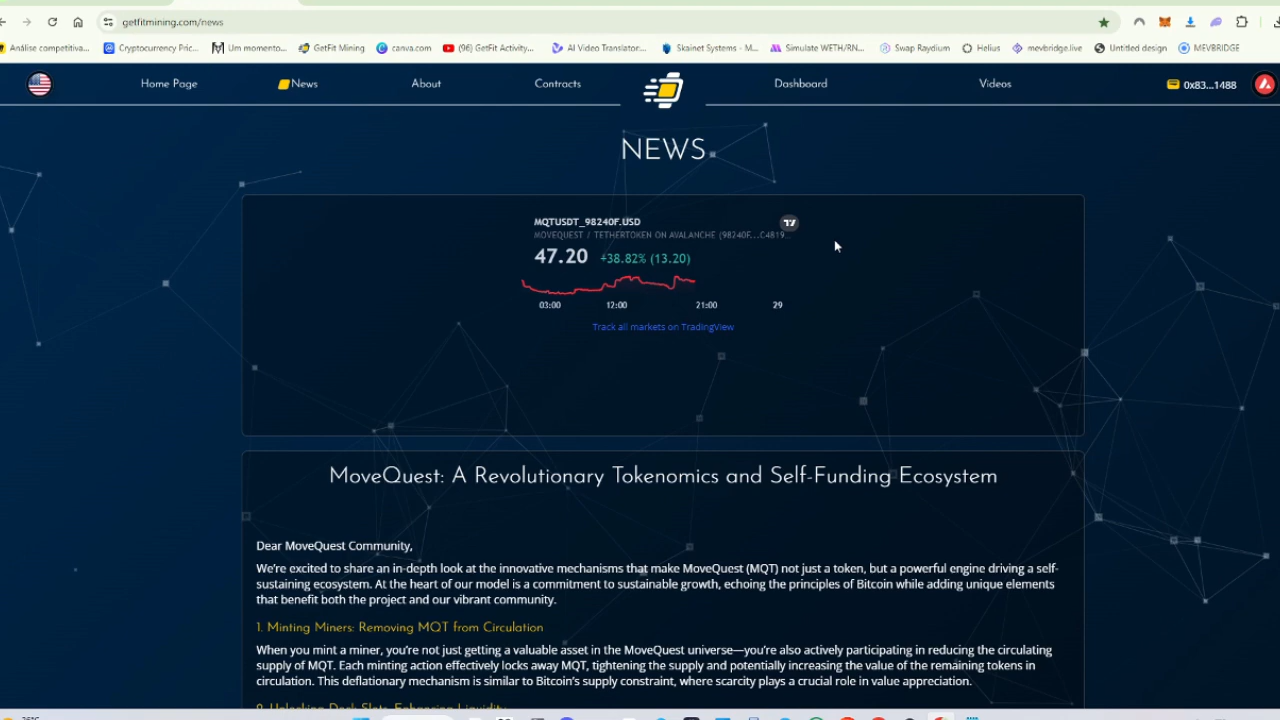 getfitmining.com/news
Análise competitiva... Cryptocurrency Pric... Um momento... GetFit Mining canva.com (96) GetFit Activity... AI Video Translator:... Skainet Systems - M... Simulate WETH/RN... Swap Raydium Helius mevbridge.live Untitled design MEVBRIDGE
Home Page News About Contracts Dashboard Videos 0x83...1488
NEWS
MQTUSDT_98240F.USD
MOVEQUEST / TETHERTOKEN ON AVALANCHE (98240F...C4819...
47.20 +38.82% (13.20)
03:00 12:00 21:00 29
Track all markets on TradingView
MoveQuest: A Revolutionary Tokenomics and Self-Funding Ecosystem
Dear MoveQuest Community,
We're excited to share an in-depth look at the innovative mechanisms that make MoveQuest (MQT) not just a token, but a powerful engine driving a self-
sustaining ecosystem. At the heart of our model is a commitment to sustainable growth, echoing the principles of Bitcoin while adding unique elements
that benefit both the project and our vibrant community.
1. Minting Miners: Removing MQT from Circulation
When you mint a miner, you're not just getting a valuable asset in the MoveQuest universe—you're also actively participating in reducing the circulating
supply of MQT. Each minting action effectively locks away MQT, tightening the supply and potentially increasing the value of the remaining tokens in
circulation. This deflationary mechanism is similar to Bitcoin's supply constraint, where scarcity plays a crucial role in value appreciation.